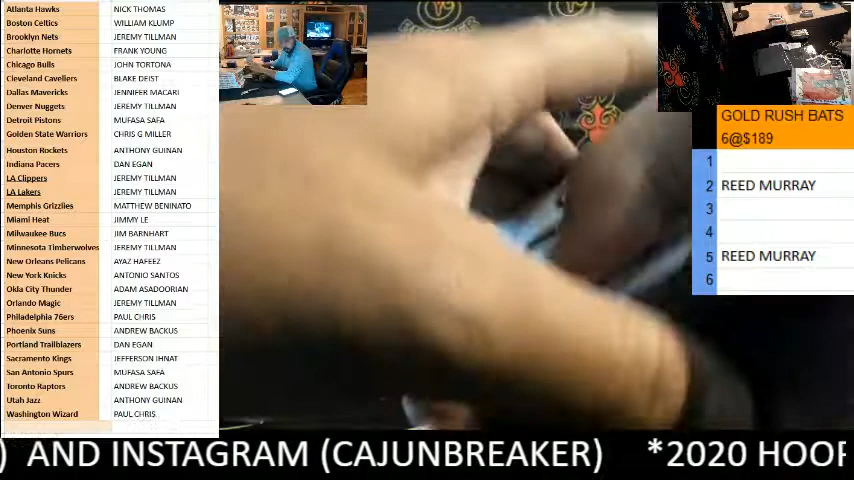 Atlanta Hawks NICK THOMAS
Boston Celtics WILLIAM KLUMP
Brooklyn Nets JEREMY TILLMAN
Charlotte Hornets FRANK YOUNG
Chicago Bulls JOHN TORTONA
Cleveland Caveliers BLAKE DEIST
Dallas Mavericks JENNIFER MACARI
Denver Nuggets JEREMY TILLMAN
Detroit Pistons MUFASA SAFA
Golden State Warriors CHRIS G MILLER
Houston Rockets ANTHONY GUINAN
Indiana Pacers DAN EGAN
LA Clippers JEREMY TILLMAN
LA Lakers JEREMY TILLMAN
Memphis Grizzlies MATTHEW BENINATO
Miami Heat JIMMY LE
Milwaukee Bucs JIM BARNHART
Minnesota Timberwolves JEREMY TILLMAN
New Orleans Pelicans AYAZ HAFEEZ
New York Knicks ANTONIO SANTOS
Okla City Thunder ADAM ASADOORIAN
Orlando Magic JEREMY TILLMAN
Philadelphia 76ers PAUL CHRIS
Phoenix Suns ANDREW BACKUS
Portland Trailblazers DAN EGAN
Sacramento Kings JEFFERSON IHNAT
San Antonio Spurs MUFASA SAFA
Toronto Raptors ANDREW BACKUS
Utah Jazz ANTHONY GUINAN
Washington Wizard PAUL CHRIS
GOLD RUSH BATS
6@$189
1
2 REED MURRAY
3
4
5 REED MURRAY
6
) AND INSTAGRAM (CAJUNBREAKER) *2020 HOOP